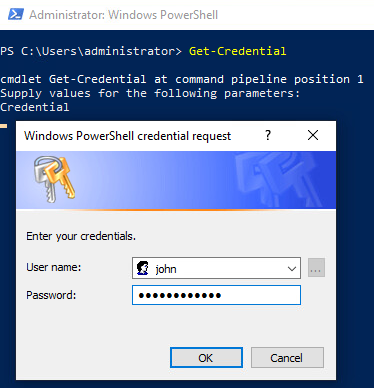 Administrator: Windows PowerShell
PS C:\Users\administrator> Get-Credential
cmdlet Get-Credential at command pipeline position 1
Supply values for the following parameters:
Credential
Windows PowerShell credential request ? ×
Enter your credentials.
User name: john ...
Password: ●●●●●●●●●●●●
OK Cancel